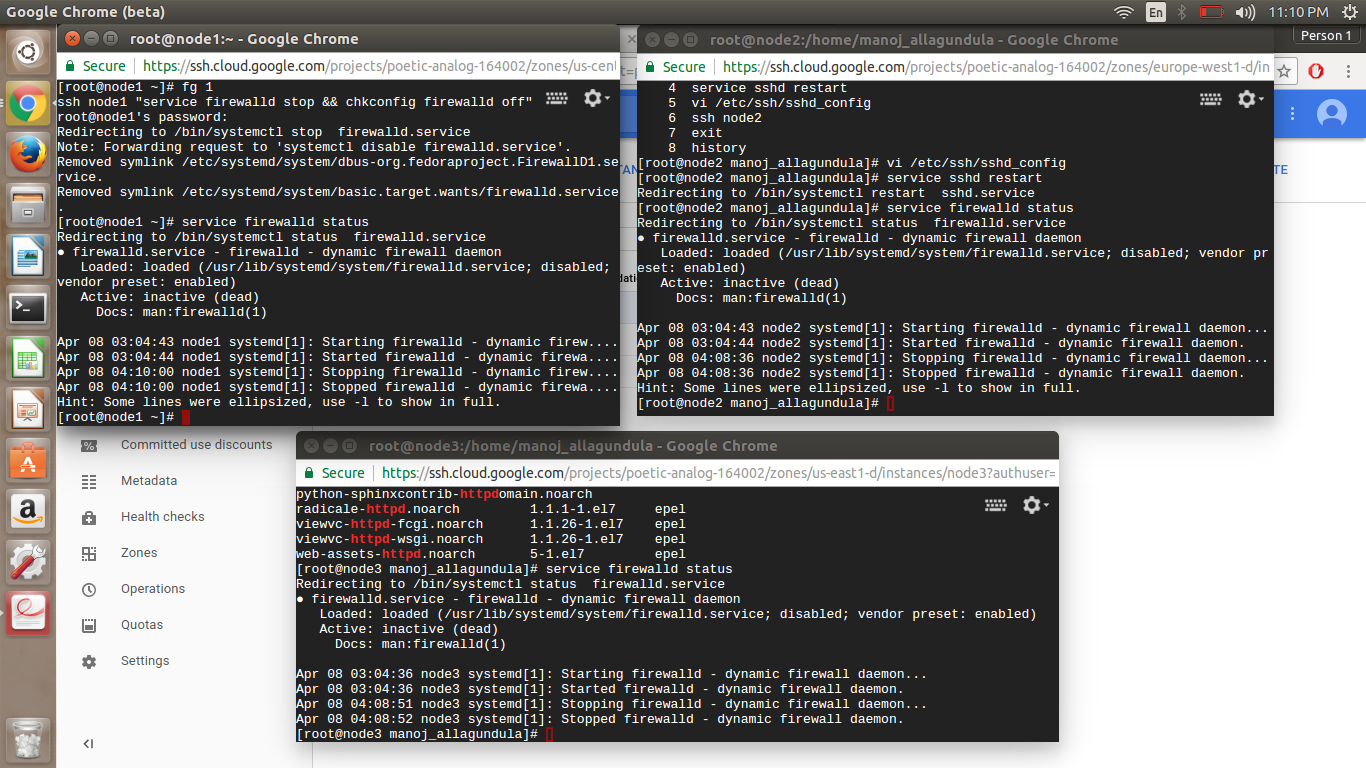 Google Chrome (beta)
En
11:10 PM
Person 1
root@node1:~ - Google Chrome
Secure
https://ssh.cloud.google.com/projects/poetic-analog-164002/zones/us-cent
[root@node1 ~]# fg 1
ssh node1 "service firewalld stop && chkconfig firewalld off"
root@node1's password:
Redirecting to /bin/systemctl stop  firewalld.service
Note: Forwarding request to 'systemctl disable firewalld.service'.
Removed symlink /etc/systemd/system/dbus-org.fedoraproject.FirewallD1.se
rvice.
Removed symlink /etc/systemd/system/basic.target.wants/firewalld.service
.
[root@node1 ~]# service firewalld status
Redirecting to /bin/systemctl status  firewalld.service
● firewalld.service - firewalld - dynamic firewall daemon
   Loaded: loaded (/usr/lib/systemd/system/firewalld.service; disabled;
vendor preset: enabled)
   Active: inactive (dead)
     Docs: man:firewalld(1)
Apr 08 03:04:43 node1 systemd[1]: Starting firewalld - dynamic firew....
Apr 08 03:04:44 node1 systemd[1]: Started firewalld - dynamic firewa....
Apr 08 04:10:00 node1 systemd[1]: Stopping firewalld - dynamic firew....
Apr 08 04:10:00 node1 systemd[1]: Stopped firewalld - dynamic firewa....
Hint: Some lines were ellipsized, use -l to show in full.
[root@node1 ~]#
root@node2:/home/manoj_allagundula - Google Chrome
Secure
https://ssh.cloud.google.com/projects/poetic-analog-164002/zones/europe-west1-d/in
    4  service sshd restart
    5  vi /etc/ssh/sshd_config
    6  ssh node2
    7  exit
    8  history
[root@node2 manoj_allagundula]# vi /etc/ssh/sshd_config
[root@node2 manoj_allagundula]# service sshd restart
Redirecting to /bin/systemctl restart  sshd.service
[root@node2 manoj_allagundula]# service firewalld status
Redirecting to /bin/systemctl status  firewalld.service
● firewalld.service - firewalld - dynamic firewall daemon
   Loaded: loaded (/usr/lib/systemd/system/firewalld.service; disabled; vendor pr
eset: enabled)
   Active: inactive (dead)
     Docs: man:firewalld(1)
Apr 08 03:04:43 node2 systemd[1]: Starting firewalld - dynamic firewall daemon...
Apr 08 03:04:44 node2 systemd[1]: Started firewalld - dynamic firewall daemon.
Apr 08 04:08:36 node2 systemd[1]: Stopping firewalld - dynamic firewall daemon...
Apr 08 04:08:36 node2 systemd[1]: Stopped firewalld - dynamic firewall daemon.
Hint: Some lines were ellipsized, use -l to show in full.
[root@node2 manoj_allagundula]#
Committed use discounts
Metadata
Health checks
Zones
Operations
Quotas
Settings
root@node3:/home/manoj_allagundula - Google Chrome
Secure
https://ssh.cloud.google.com/projects/poetic-analog-164002/zones/us-east1-d/instances/node3?authuser=
python-sphinxcontrib-httpdomain.noarch
radicale-httpd.noarch         1.1.1-1.el7     epel
viewvc-httpd-fcgi.noarch      1.1.26-1.el7    epel
viewvc-httpd-wsgi.noarch      1.1.26-1.el7    epel
web-assets-httpd.noarch       5-1.el7         epel
[root@node3 manoj_allagundula]# service firewalld status
Redirecting to /bin/systemctl status  firewalld.service
● firewalld.service - firewalld - dynamic firewall daemon
   Loaded: loaded (/usr/lib/systemd/system/firewalld.service; disabled; vendor preset: enabled)
   Active: inactive (dead)
     Docs: man:firewalld(1)
Apr 08 03:04:36 node3 systemd[1]: Starting firewalld - dynamic firewall daemon...
Apr 08 03:04:36 node3 systemd[1]: Started firewalld - dynamic firewall daemon.
Apr 08 04:08:51 node3 systemd[1]: Stopping firewalld - dynamic firewall daemon...
Apr 08 04:08:52 node3 systemd[1]: Stopped firewalld - dynamic firewall daemon.
[root@node3 manoj_allagundula]#